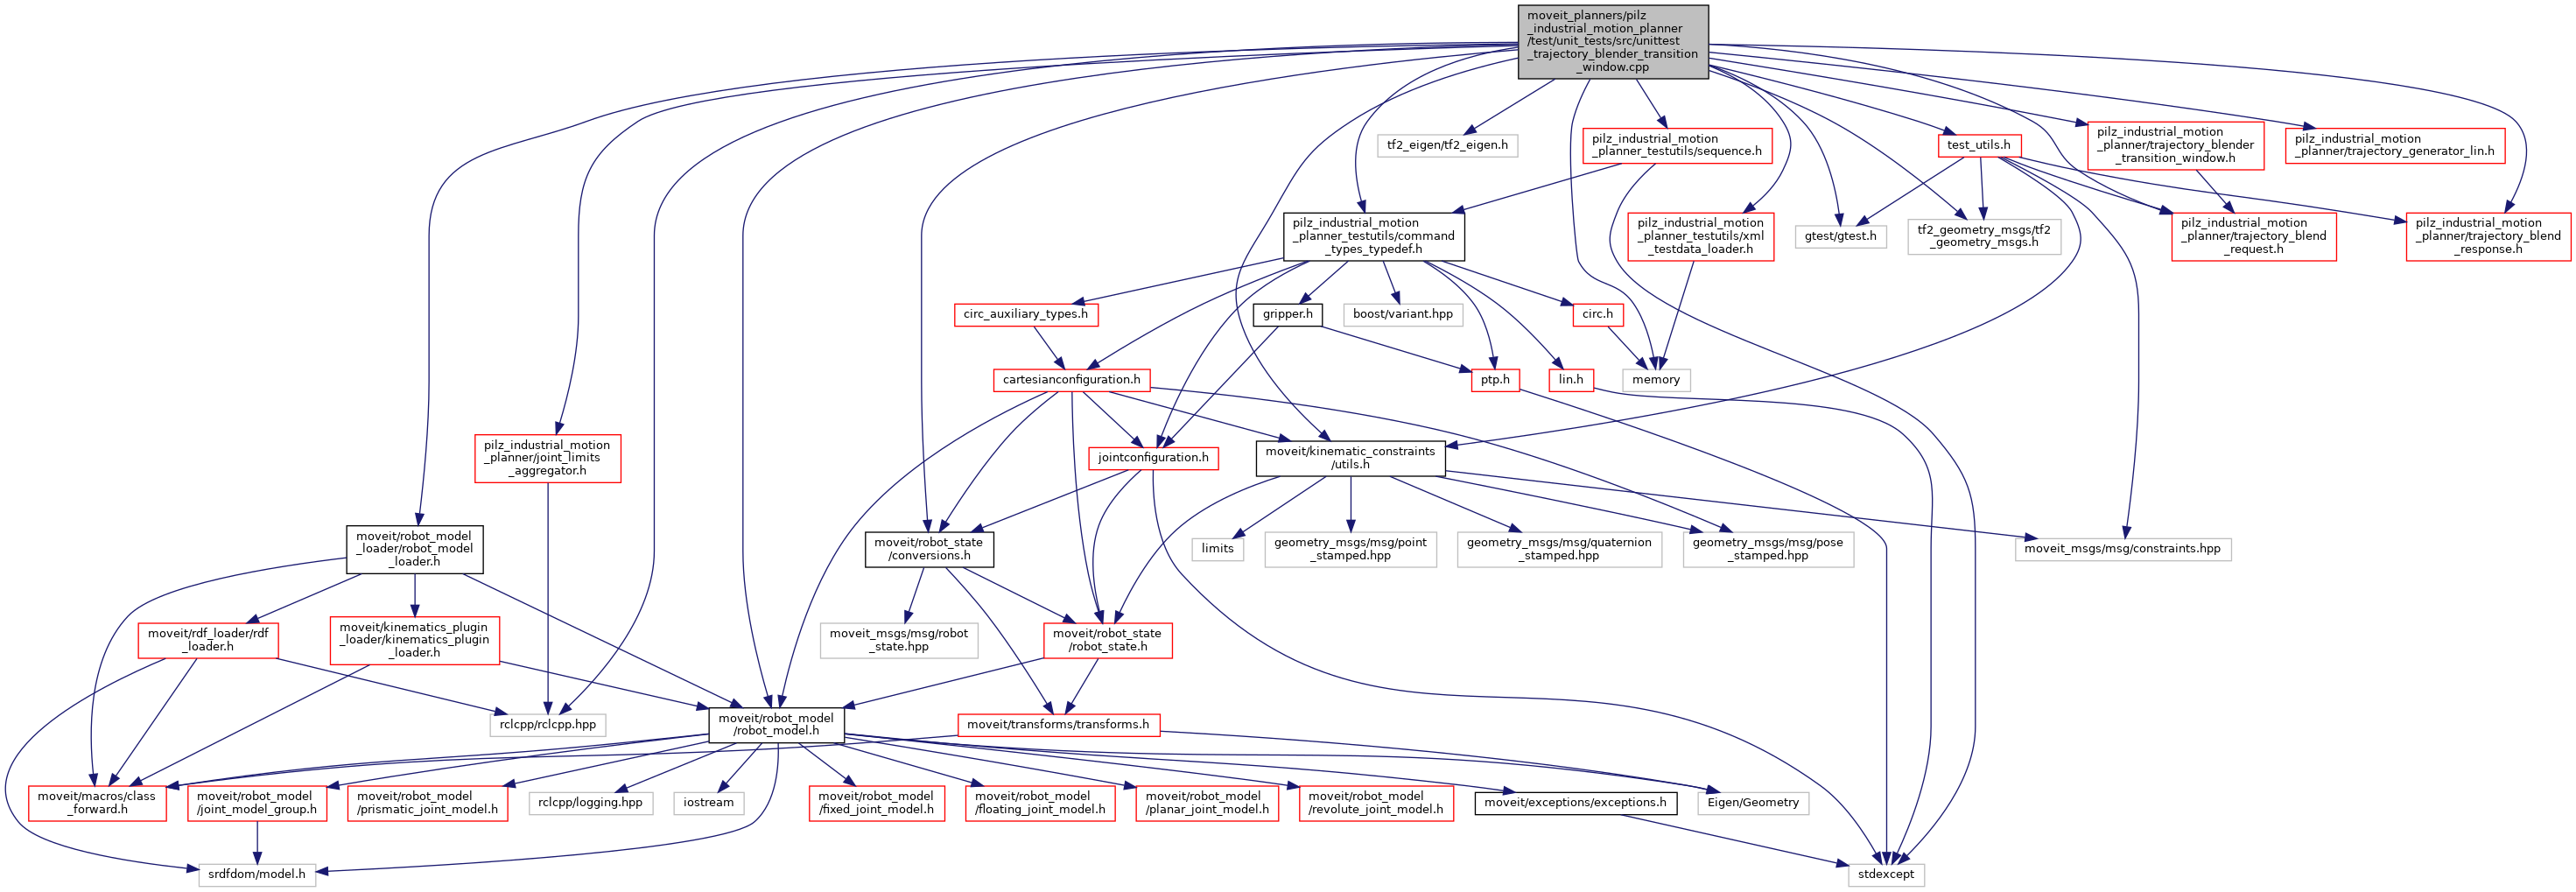 moveit_planners/pilz
_industrial_motion_planner
/test/unit_tests/src/unittest
_trajectory_blender_transition
_window.cpp
tf2_eigen/tf2_eigen.h
pilz_industrial_motion
_planner_testutils/sequence.h
test_utils.h
pilz_industrial_motion
_planner/trajectory_blender
_transition_window.h
pilz_industrial_motion
_planner/trajectory_generator_lin.h
pilz_industrial_motion
_planner_testutils/command
_types_typedef.h
pilz_industrial_motion
_planner_testutils/xml
_testdata_loader.h
gtest/gtest.h
tf2_geometry_msgs/tf2
_geometry_msgs.h
pilz_industrial_motion
_planner/trajectory_blend
_request.h
pilz_industrial_motion
_planner/trajectory_blend
_response.h
circ_auxiliary_types.h
gripper.h
boost/variant.hpp
circ.h
cartesianconfiguration.h
ptp.h
lin.h
memory
pilz_industrial_motion
_planner/joint_limits
_aggregator.h
jointconfiguration.h
moveit/kinematic_constraints
/utils.h
moveit/robot_model
_loader/robot_model
_loader.h
moveit/robot_state
/conversions.h
limits
geometry_msgs/msg/point
_stamped.hpp
geometry_msgs/msg/quaternion
_stamped.hpp
geometry_msgs/msg/pose
_stamped.hpp
moveit_msgs/msg/constraints.hpp
moveit/rdf_loader/rdf
_loader.h
moveit/kinematics_plugin
_loader/kinematics_plugin
_loader.h
moveit_msgs/msg/robot
_state.hpp
moveit/robot_state
/robot_state.h
rclcpp/rclcpp.hpp
moveit/robot_model
/robot_model.h
moveit/transforms/transforms.h
moveit/macros/class
_forward.h
moveit/robot_model
/joint_model_group.h
moveit/robot_model
/prismatic_joint_model.h
rclcpp/logging.hpp
iostream
moveit/robot_model
/fixed_joint_model.h
moveit/robot_model
/floating_joint_model.h
moveit/robot_model
/planar_joint_model.h
moveit/robot_model
/revolute_joint_model.h
moveit/exceptions/exceptions.h
Eigen/Geometry
srdfdom/model.h
stdexcept